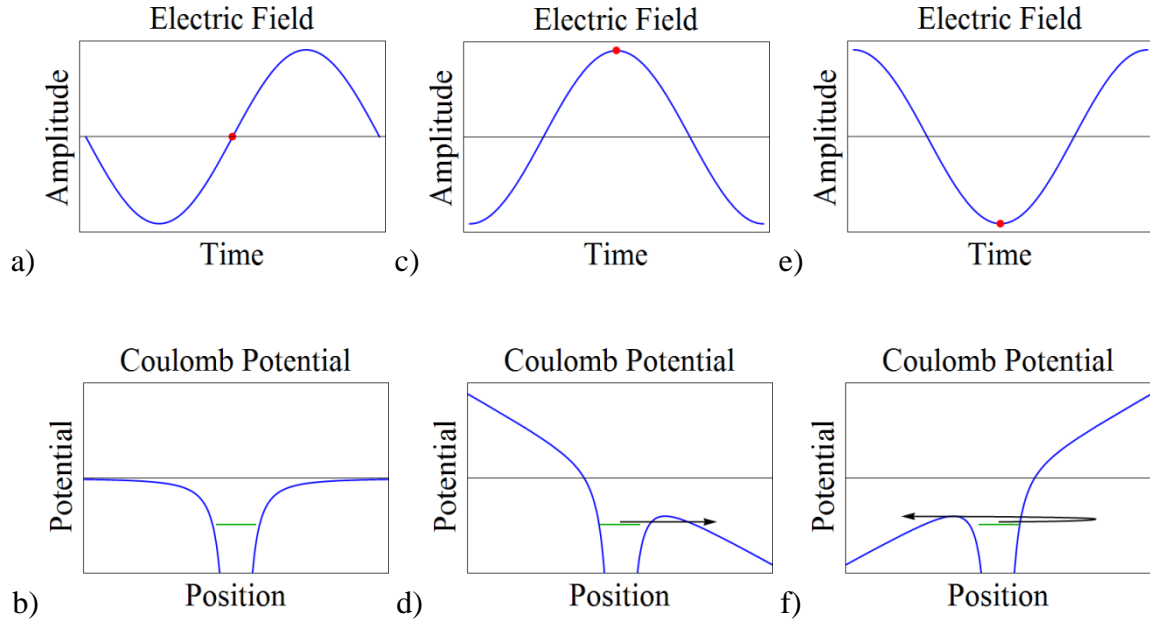 Electric Field
Amplitude
Time
a)
Electric Field
Amplitude
Time
c)
Electric Field
Amplitude
Time
e)
Coulomb Potential
Potential
Position
b)
Coulomb Potential
Potential
Position
d)
Coulomb Potential
Potential
Position
f)